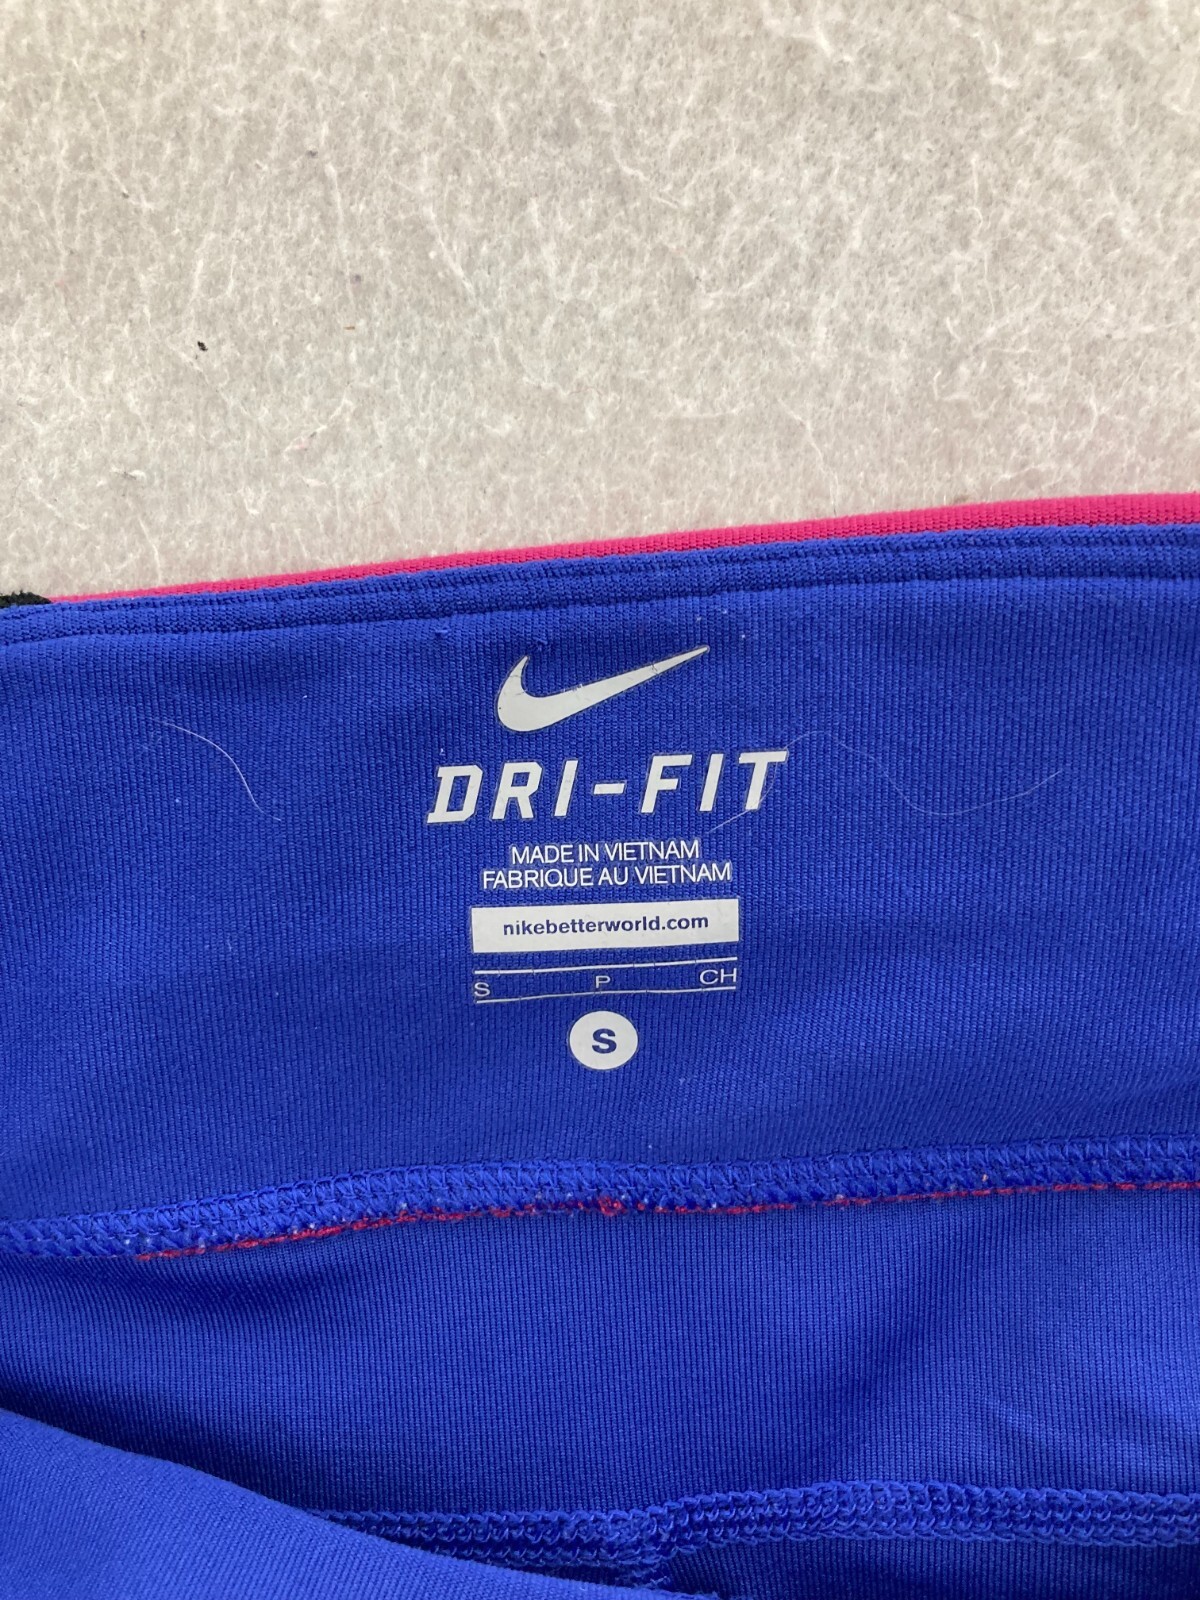 DRI-FIT
MADE IN VIETNAM
FABRIQUE AU VIETNAM
nikebetterworld.com
S P CH
S